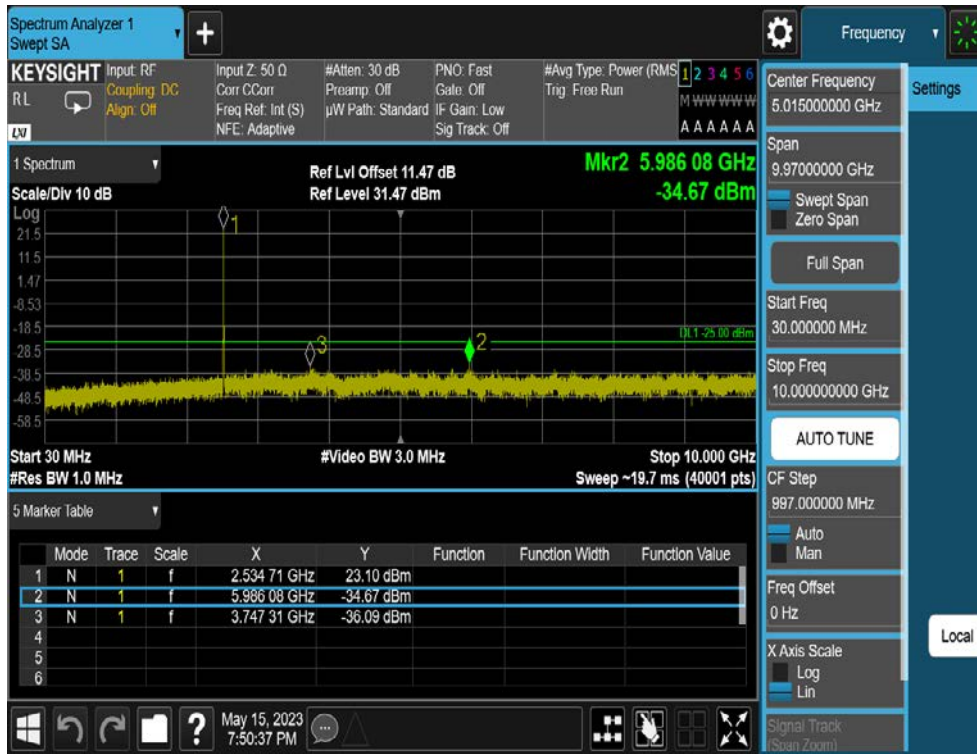 Spectrum Analyzer 1
Swept SA
Frequency
KEYSIGHT
RL
LXI
Input: RF
Coupling: DC
Align: Off
Input Z: 50 Ω
Corr CCorr
Freq Ref: Int (S)
NFE: Adaptive
#Atten: 30 dB
Preamp: Off
µW Path: Standard
PNO: Fast
Gate: Off
IF Gain: Low
Sig Track: Off
#Avg Type: Power (RMS
Trig: Free Run
1 2 3 4 5 6
M W W W W W
A A A A A A
1 Spectrum
Scale/Div 10 dB
Ref Lvl Offset 11.47 dB
Ref Level 31.47 dBm
Mkr2 5.986 08 GHz
-34.67 dBm
Log
21.5
11.5
1.47
-8.53
-18.5
-28.5
-38.5
-48.5
-58.5
1
2
3
DL1 -25.00 dBm
Start 30 MHz
#Res BW 1.0 MHz
#Video BW 3.0 MHz
Stop 10.000 GHz
Sweep ~19.7 ms (40001 pts)
5 Marker Table
Mode Trace Scale X Y Function Function Width Function Value
1 N 1 f 2.534 71 GHz 23.10 dBm
2 N 1 f 5.986 08 GHz -34.67 dBm
3 N 1 f 3.747 31 GHz -36.09 dBm
4
5
6
Center Frequency
5.015000000 GHz
Span
9.97000000 GHz
Swept Span
Zero Span
Full Span
Start Freq
30.000000 MHz
Stop Freq
10.000000000 GHz
AUTO TUNE
CF Step
997.000000 MHz
Auto
Man
Freq Offset
0 Hz
X Axis Scale
Log
Lin
Signal Track
(Span Zoom)
Settings
Local
?
May 15, 2023
7:50:37 PM